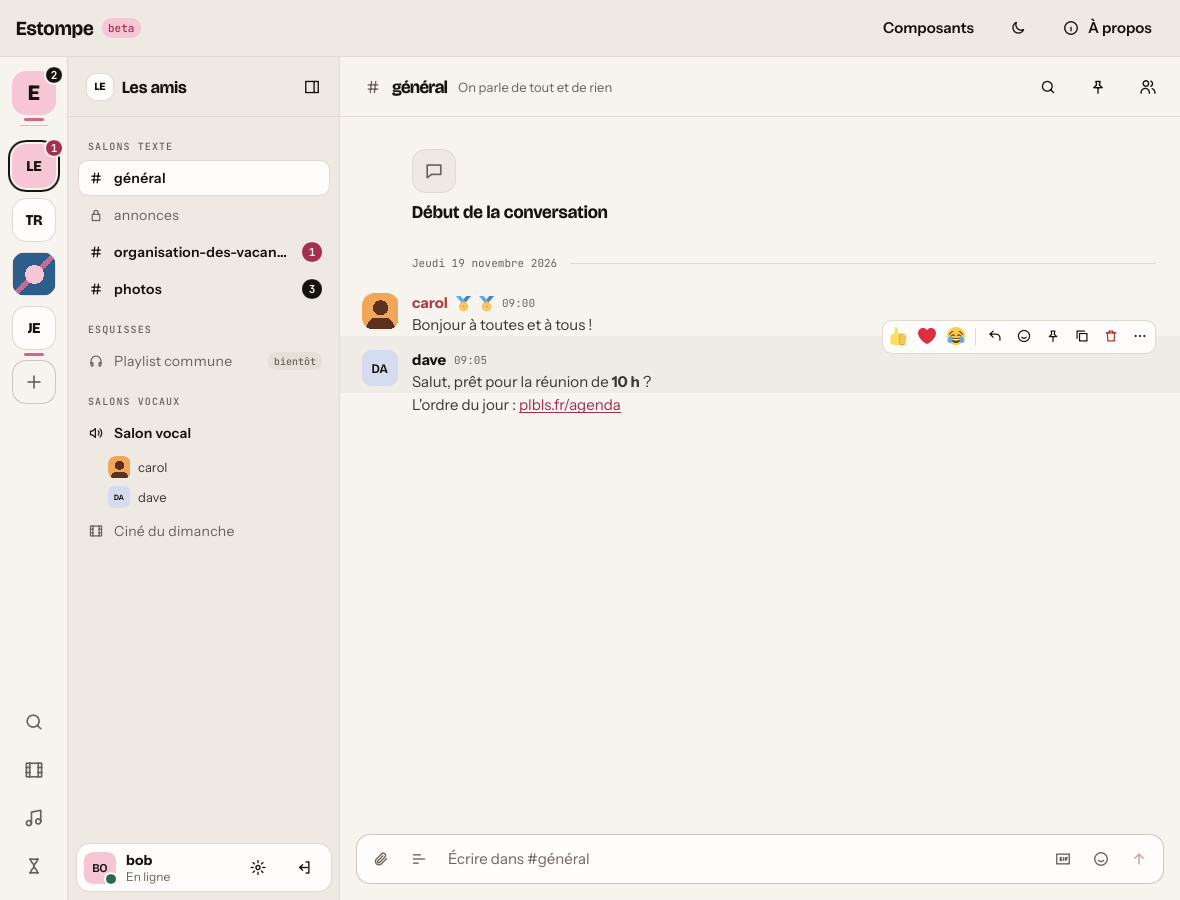 Estompe beta
Composants
À propos
E
2
LE
1
TR
JE
LE Les amis
SALONS TEXTE
# général
annonces
# organisation-des-vacan... 1
# photos 3
ESQUISSES
Playlist commune bientôt
SALONS VOCAUX
Salon vocal
carol
DA dave
Ciné du dimanche
BO bob
En ligne
# général On parle de tout et de rien
Début de la conversation
Jeudi 19 novembre 2026
carol 09:00
Bonjour à toutes et à tous !
DA dave 09:05
Salut, prêt pour la réunion de 10 h ?
L'ordre du jour : plbls.fr/agenda
Écrire dans #général
GIF